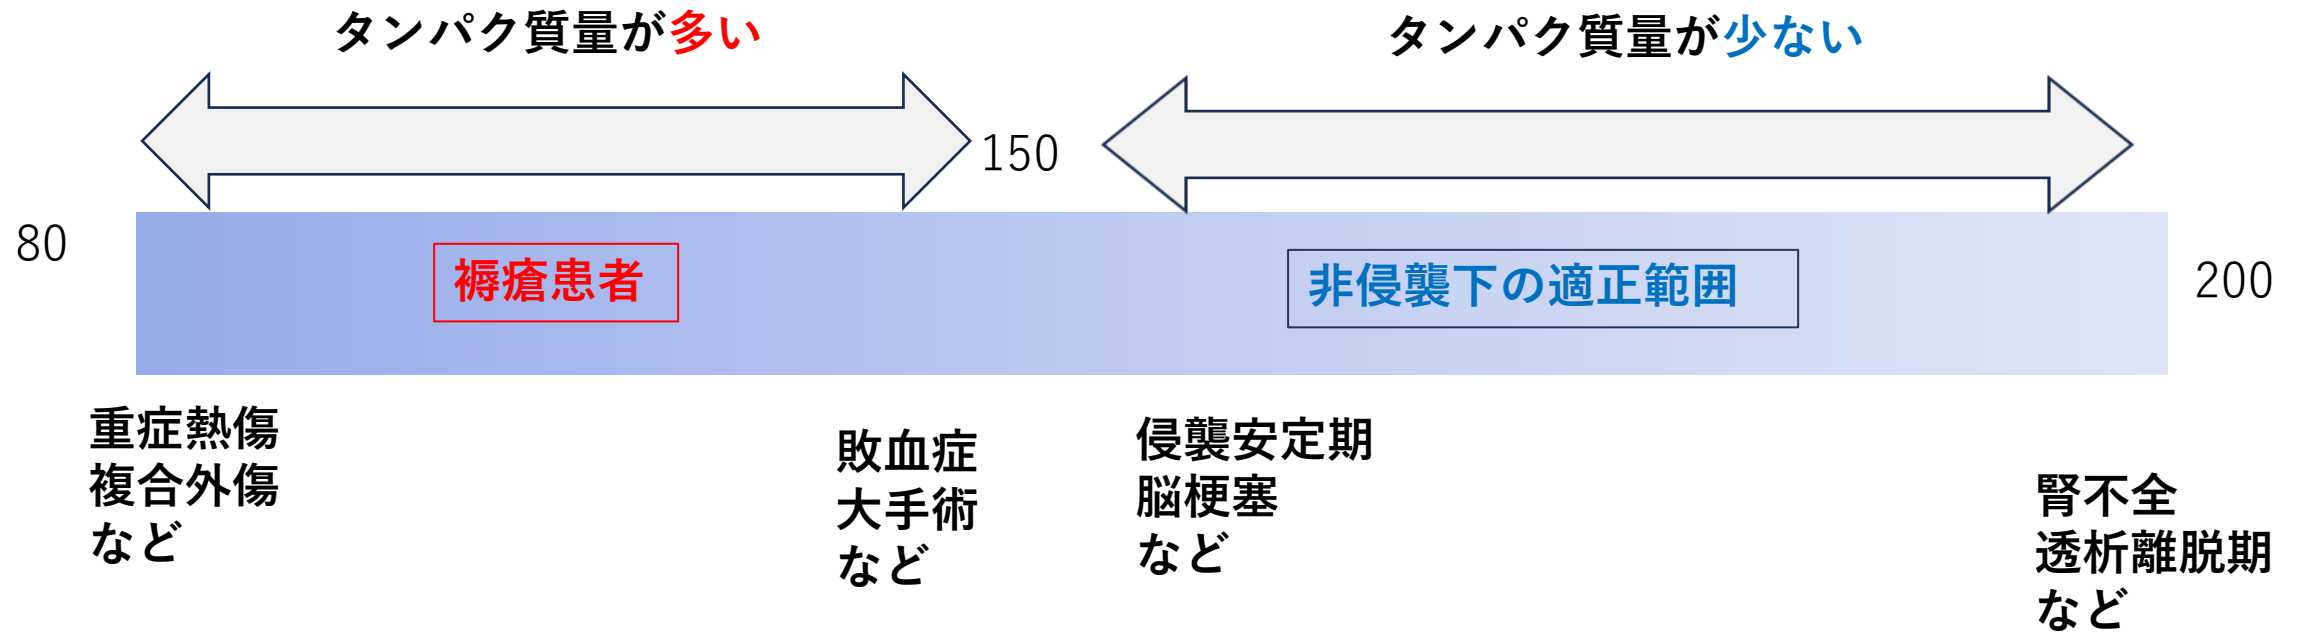 タンパク質量が多い
タンパク質量が少ない
150
80
褥瘡患者
非侵襲下の適正範囲
200
重症熱傷
複合外傷
など
敗血症
大手術
など
侵襲安定期
脳梗塞
など
腎不全
透析離脱期
など